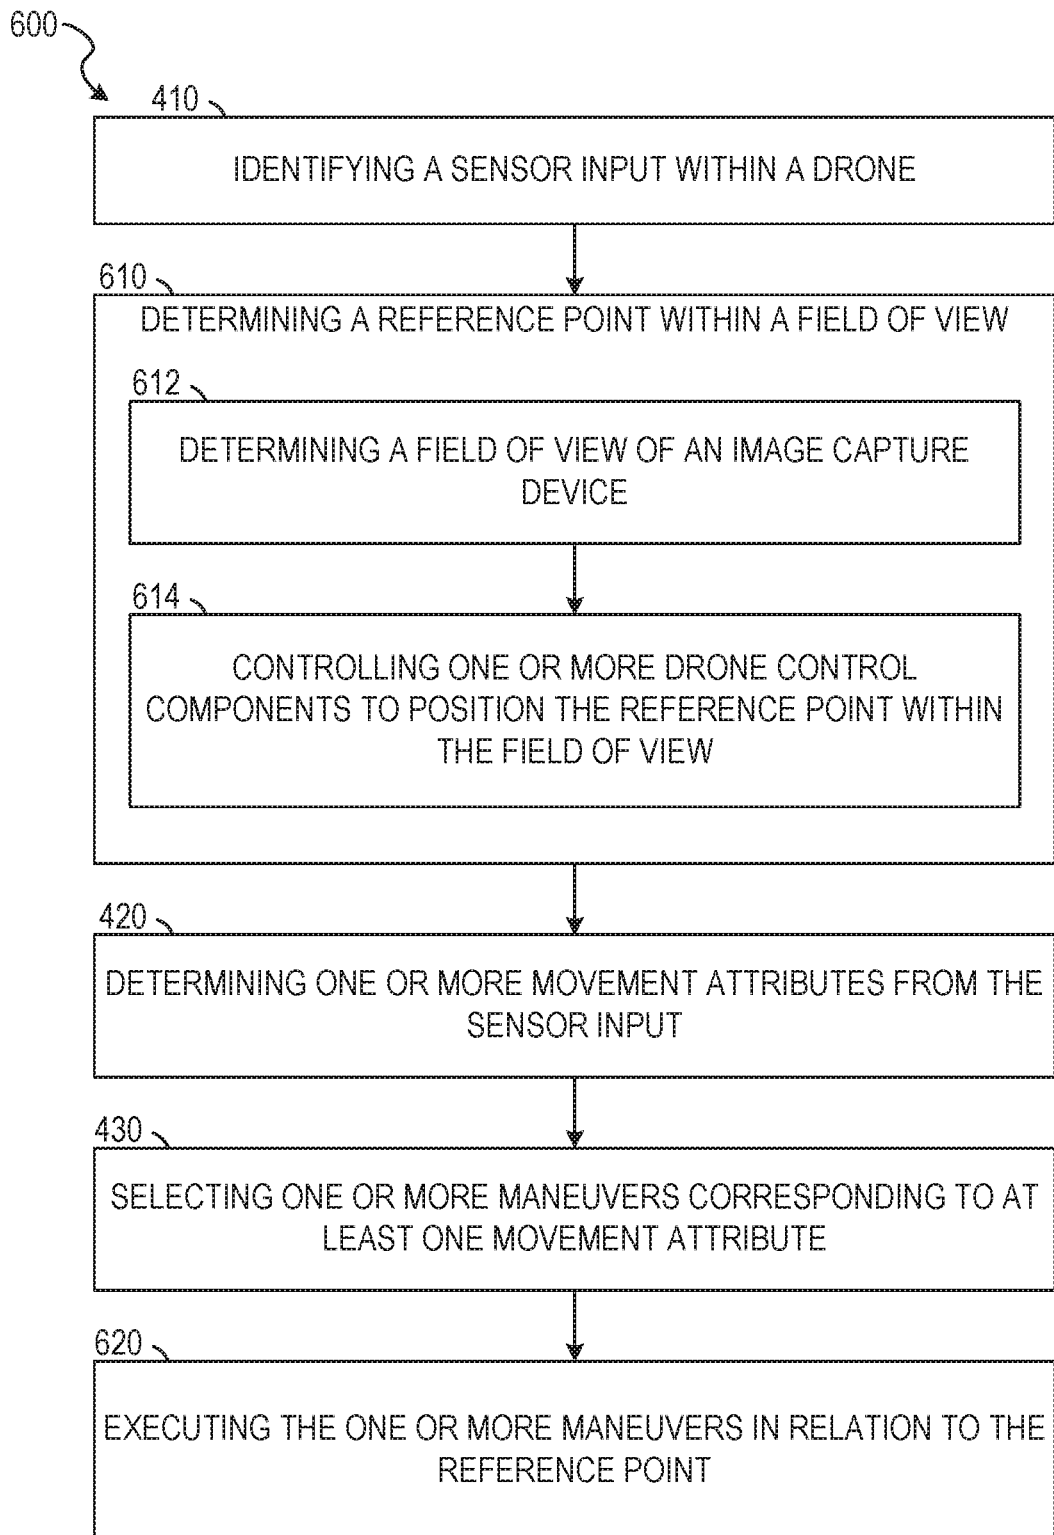 600
410
IDENTIFYING A SENSOR INPUT WITHIN A DRONE
610
DETERMINING A REFERENCE POINT WITHIN A FIELD OF VIEW
612
DETERMINING A FIELD OF VIEW OF AN IMAGE CAPTURE
DEVICE
614
CONTROLLING ONE OR MORE DRONE CONTROL
COMPONENTS TO POSITION THE REFERENCE POINT WITHIN
THE FIELD OF VIEW
420
DETERMINING ONE OR MORE MOVEMENT ATTRIBUTES FROM THE
SENSOR INPUT
430
SELECTING ONE OR MORE MANEUVERS CORRESPONDING TO AT
LEAST ONE MOVEMENT ATTRIBUTE
620
EXECUTING THE ONE OR MORE MANEUVERS IN RELATION TO THE
REFERENCE POINT